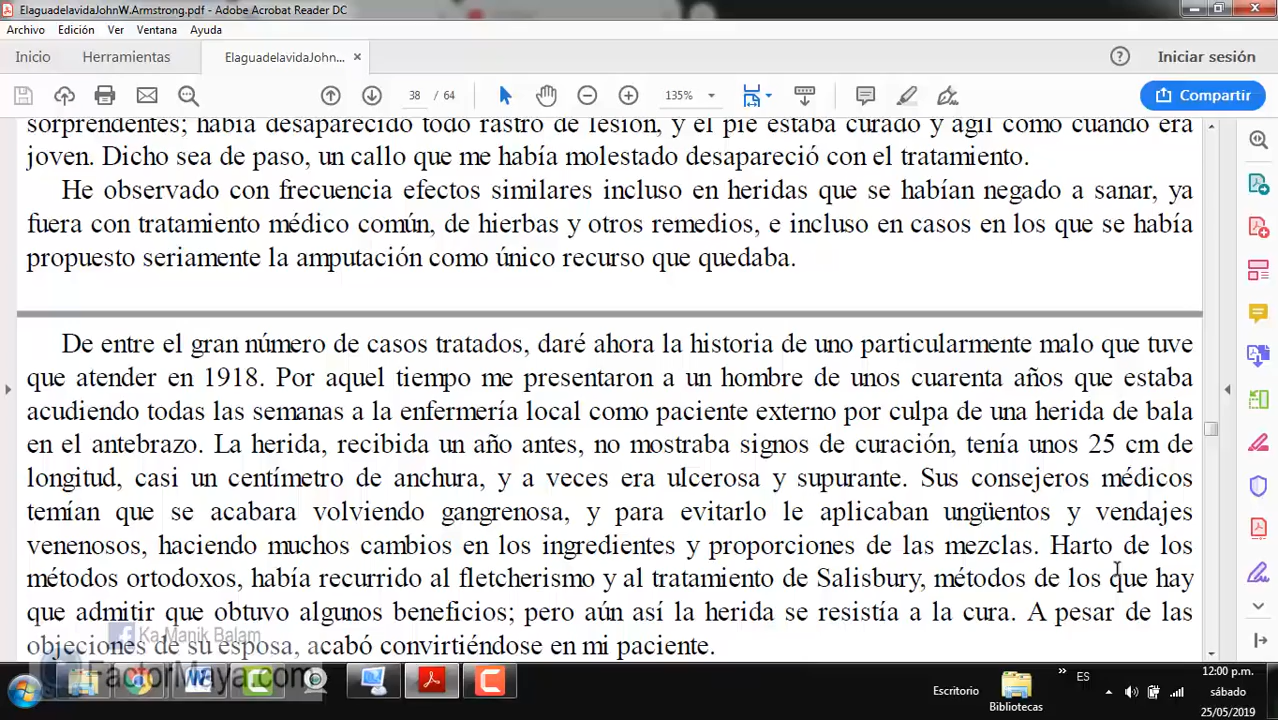 ElaguadelavidaJohnW.Armstrong.pdf - Adobe Acrobat Reader DC
Archivo Edición Ver Ventana Ayuda
Inicio Herramientas ElaguadelavidaJohn... × Iniciar sesión
38 / 64 135% Compartir
sorprendentes; había desaparecido todo rastro de lesión, y el pie estaba curado y ágil como cuando era
joven. Dicho sea de paso, un callo que me había molestado desapareció con el tratamiento.
He observado con frecuencia efectos similares incluso en heridas que se habían negado a sanar, ya
fuera con tratamiento médico común, de hierbas y otros remedios, e incluso en casos en los que se había
propuesto seriamente la amputación como único recurso que quedaba.
De entre el gran número de casos tratados, daré ahora la historia de uno particularmente malo que tuve
que atender en 1918. Por aquel tiempo me presentaron a un hombre de unos cuarenta años que estaba
acudiendo todas las semanas a la enfermería local como paciente externo por culpa de una herida de bala
en el antebrazo. La herida, recibida un año antes, no mostraba signos de curación, tenía unos 25 cm de
longitud, casi un centímetro de anchura, y a veces era ulcerosa y supurante. Sus consejeros médicos
temían que se acabara volviendo gangrenosa, y para evitarlo le aplicaban ungüentos y vendajes
venenosos, haciendo muchos cambios en los ingredientes y proporciones de las mezclas. Harto de los
métodos ortodoxos, había recurrido al fletcherismo y al tratamiento de Salisbury, métodos de los que hay
que admitir que obtuvo algunos beneficios; pero aún así la herida se resistía a la cura. A pesar de las
objeciones de su esposa, acabó convirtiéndose en mi paciente.
Ka Manik Balam
FactorMaya.com
Escritorio
Bibliotecas
»
ES
12:00 p.m.
sábado
25/05/2019